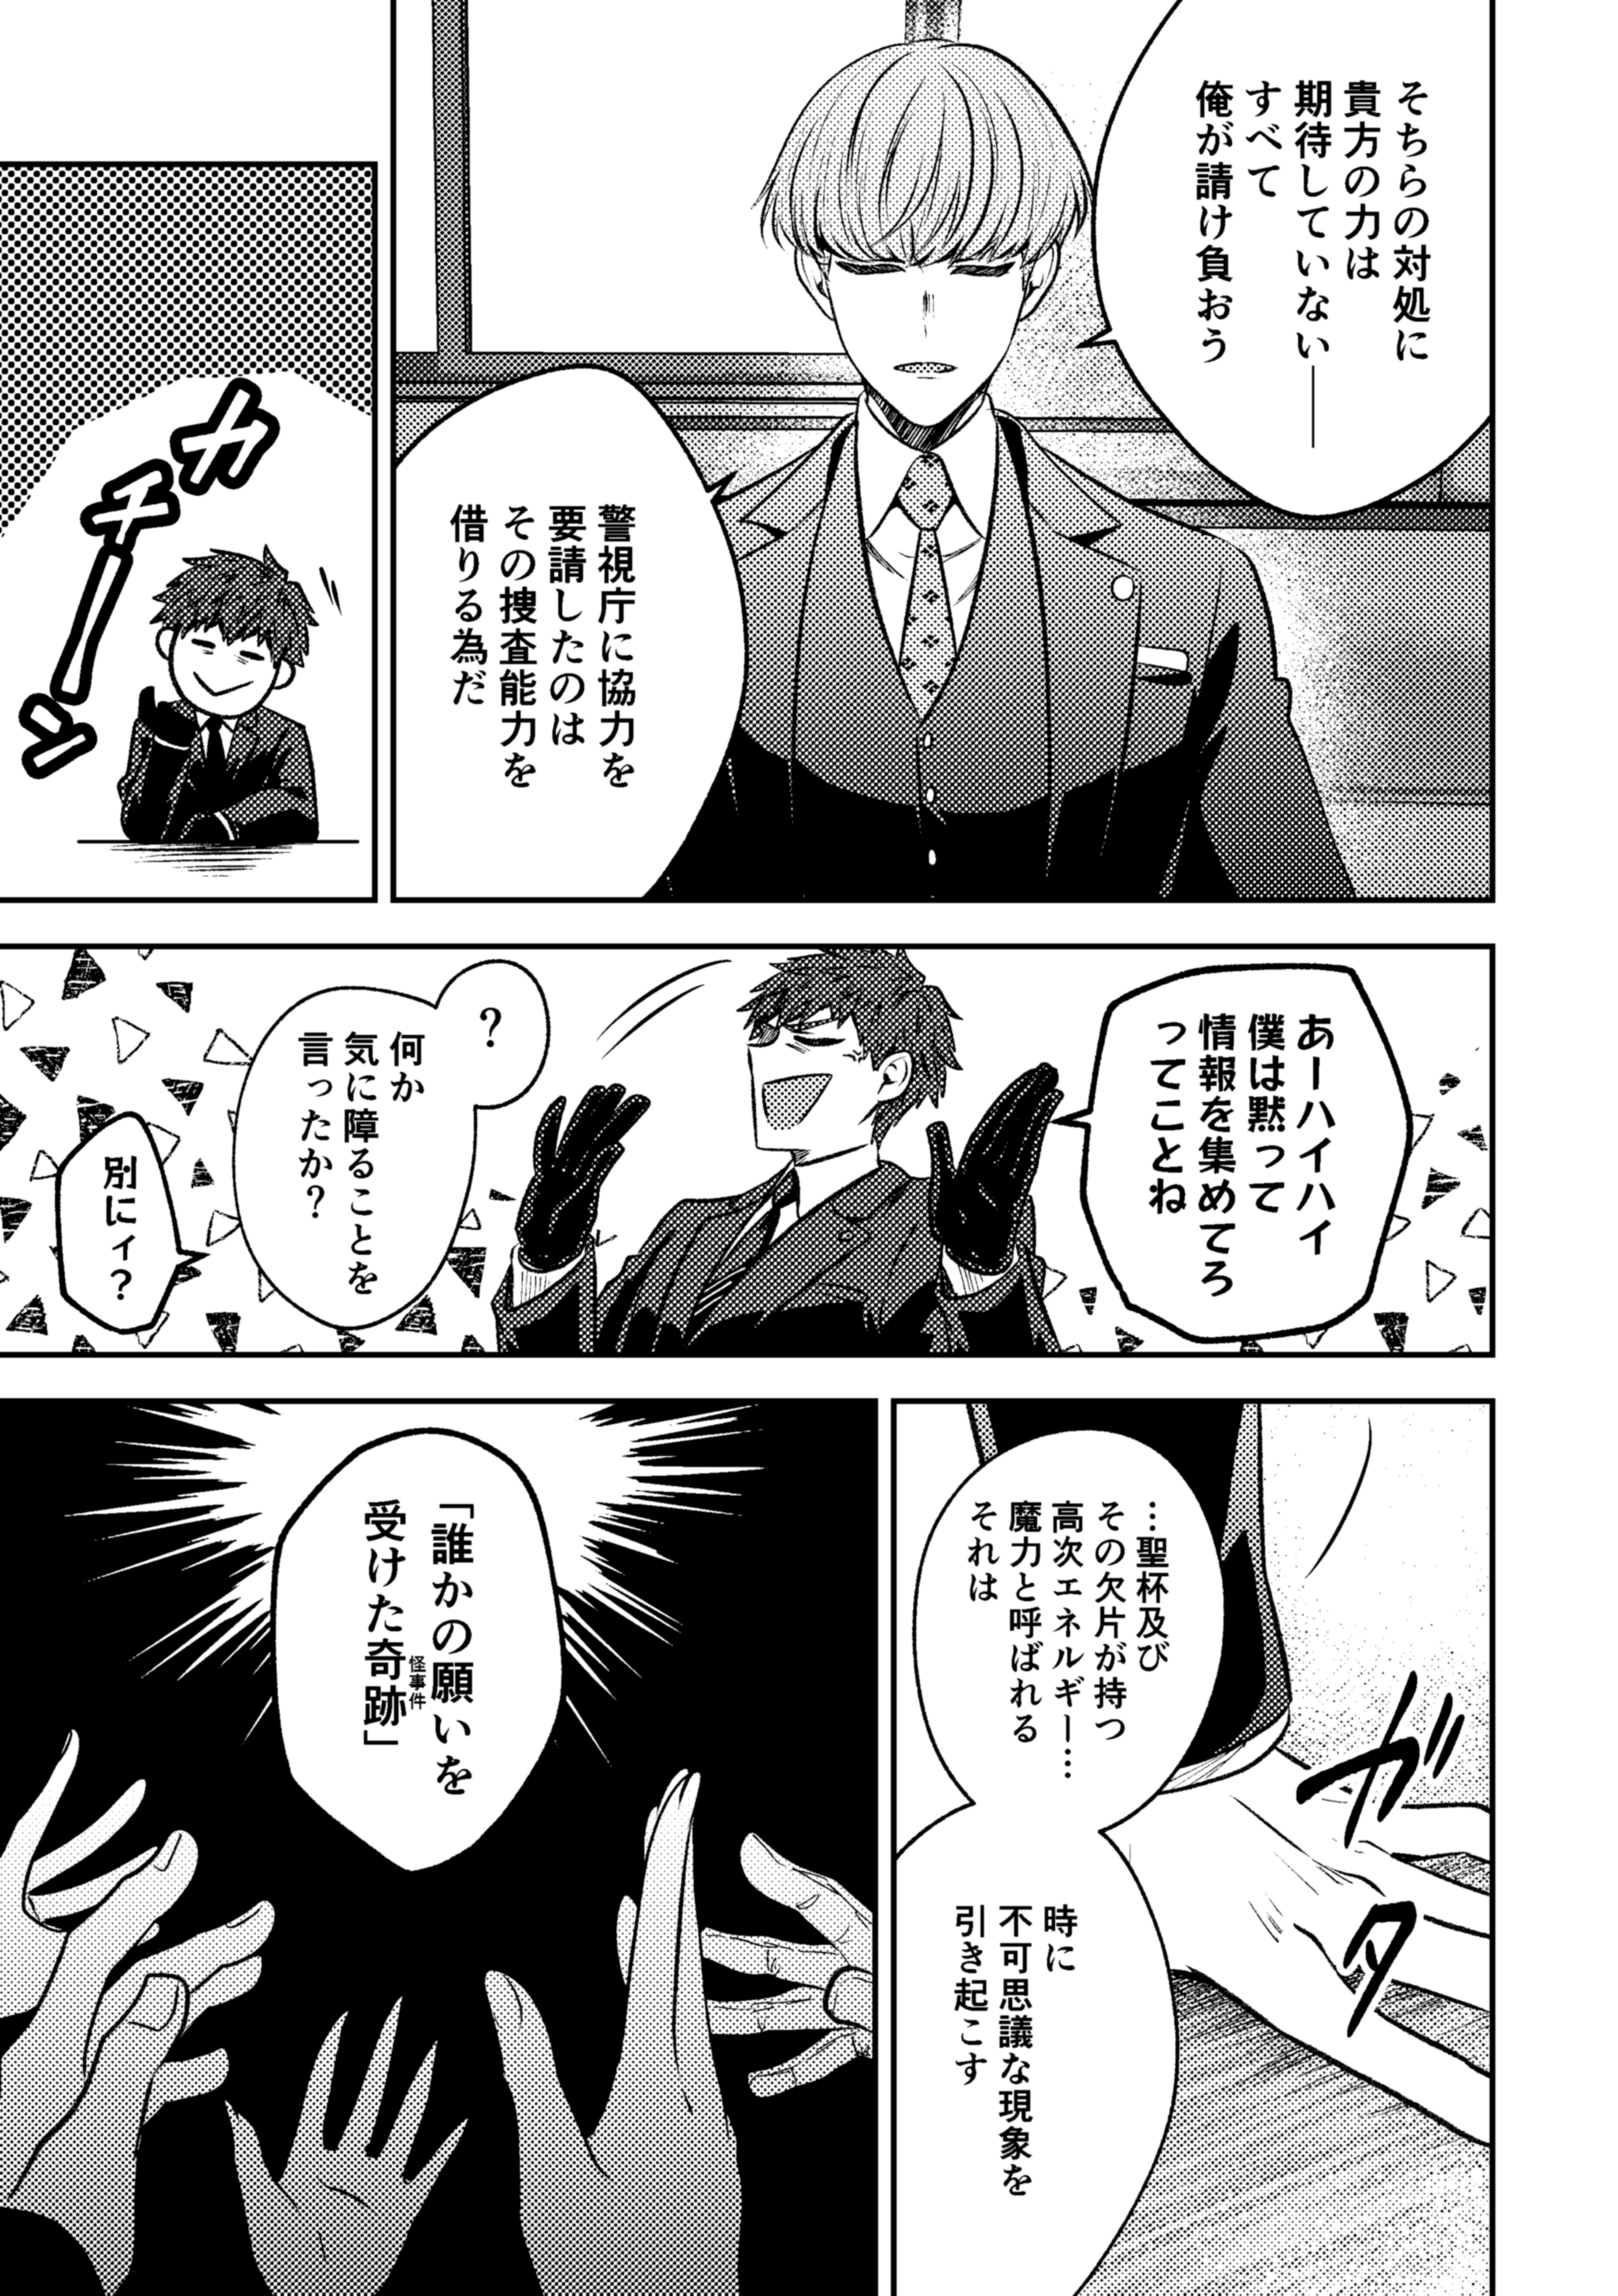 そちらの対処に
貴方の力は
期待していない――
すべて
俺が請け負おう
警視庁に協力を
要請したのは
その捜査能力を
借りる為だ
カチーン
あーハイハイ
僕は黙って
情報を集めてろ
ってことね
？
何か
気に障ることを
言ったか？
別にィ？
…聖杯及び
その欠片が持つ
高次エネルギー…
魔力と呼ばれる
それは
ガタ
時に
不可思議な現象を
引き起こす
「誰かの願いを
受けた奇跡」
怪事件